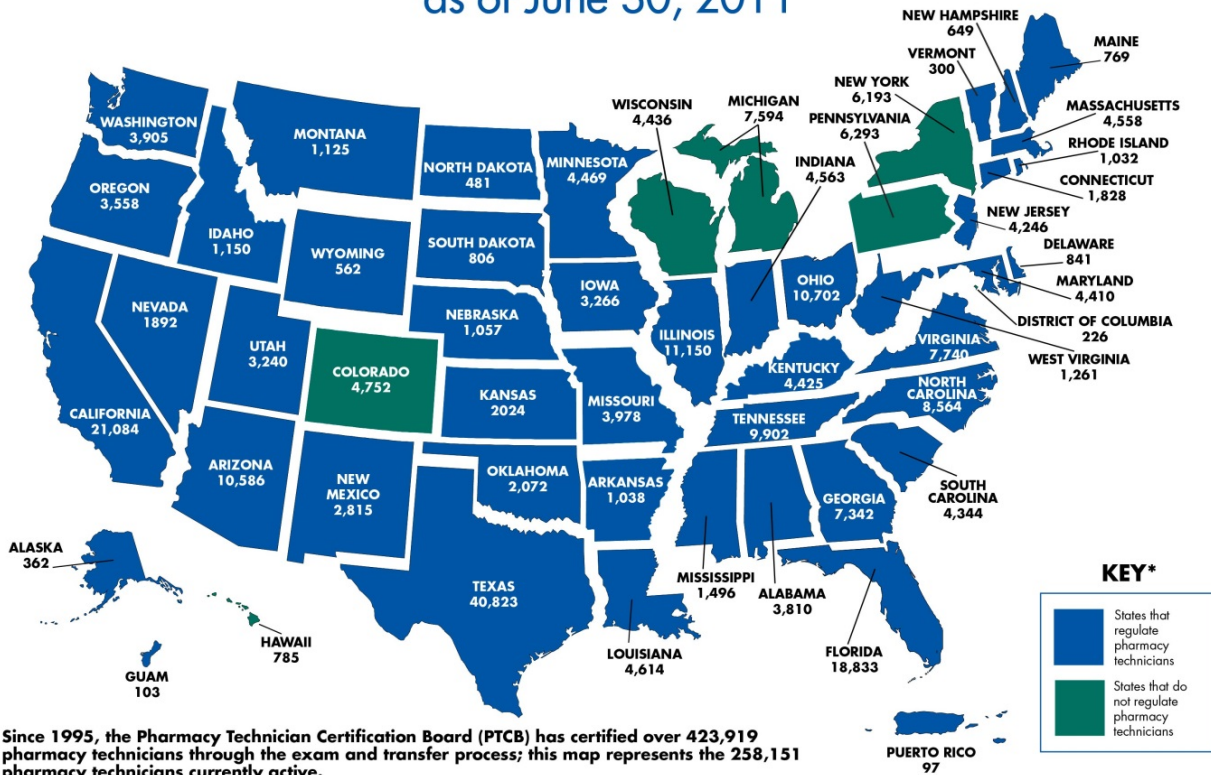 as of June 30, 2011
NEW HAMPSHIRE
649
MAINE
769
VERMONT
300
NEW YORK
6,193
PENNSYLVANIA
6,293
MASSACHUSETTS
4,558
RHODE ISLAND
1,032
CONNECTICUT
1,828
NEW JERSEY
4,246
DELAWARE
841
MARYLAND
4,410
DISTRICT OF COLUMBIA
226
WEST VIRGINIA
1,261
WISCONSIN
4,436
MICHIGAN
7,594
INDIANA
4,563
WASHINGTON
3,905
MONTANA
1,125
NORTH DAKOTA
481
MINNESOTA
4,469
OREGON
3,558
IDAHO
1,150
WYOMING
562
SOUTH DAKOTA
806
IOWA
3,266
OHIO
10,702
NEVADA
1892
UTAH
3,240
NEBRASKA
1,057
ILLINOIS
11,150
VIRGINIA
7,740
COLORADO
4,752
KANSAS
2024
MISSOURI
3,978
KENTUCKY
4,425
NORTH
CAROLINA
8,564
CALIFORNIA
21,084
TENNESSEE
9,902
ARIZONA
10,586
NEW
MEXICO
2,815
OKLAHOMA
2,072
ARKANSAS
1,038
GEORGIA
7,342
SOUTH
CAROLINA
4,344
ALASKA
362
TEXAS
40,823
MISSISSIPPI
1,496
ALABAMA
3,810
HAWAII
785
LOUISIANA
4,614
FLORIDA
18,833
GUAM
103
PUERTO RICO
97
KEY*
States that
regulate
pharmacy
technicians
States that do
not regulate
pharmacy
technicians
Since 1995, the Pharmacy Technician Certification Board (PTCB) has certified over 423,919
pharmacy technicians through the exam and transfer process; this map represents the 258,151
pharmacy technicians currently active.